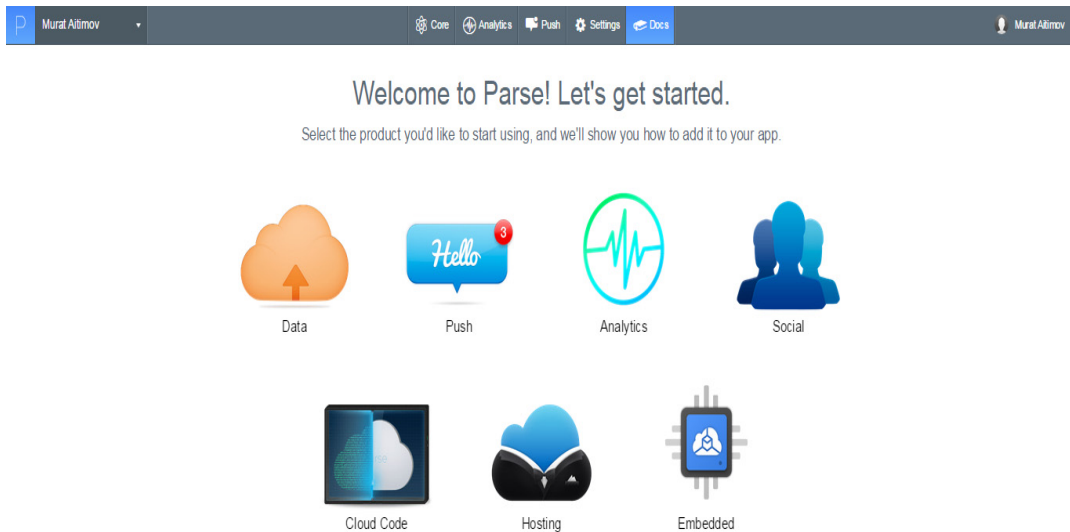 P Murat Aitimov Core Analytics Push Settings Docs Murat Aitimov
Welcome to Parse! Let's get started.
Select the product you'd like to start using, and we'll show you how to add it to your app.
Hello 3
Data Push Analytics Social
Cloud Code Hosting Embedded